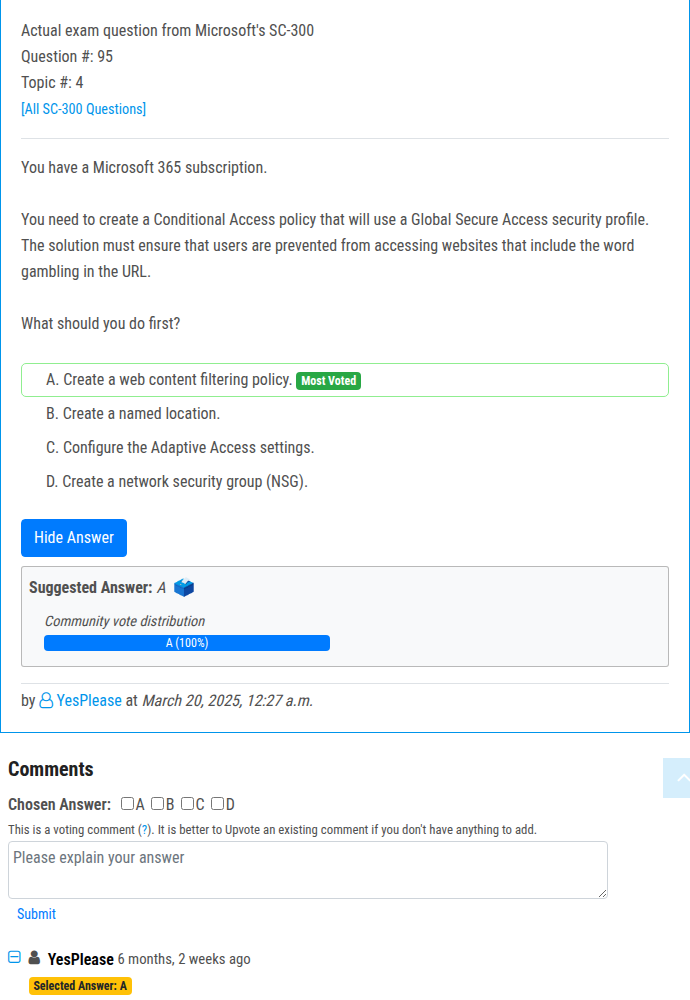 Actual exam question from Microsoft's SC-300
Question #: 95
Topic #: 4
[All SC-300 Questions]
You have a Microsoft 365 subscription.
You need to create a Conditional Access policy that will use a Global Secure Access security profile.
The solution must ensure that users are prevented from accessing websites that include the word
gambling in the URL.
What should you do first?
A. Create a web content filtering policy. Most Voted
B. Create a named location.
C. Configure the Adaptive Access settings.
D. Create a network security group (NSG).
Hide Answer
Suggested Answer: A
Community vote distribution
A (100%)
by YesPlease at March 20, 2025, 12:27 a.m.
Comments
Chosen Answer: A B C D
This is a voting comment (?). It is better to Upvote an existing comment if you don't have anything to add.
Please explain your answer
Submit
YesPlease 6 months, 2 weeks ago
Selected Answer: A